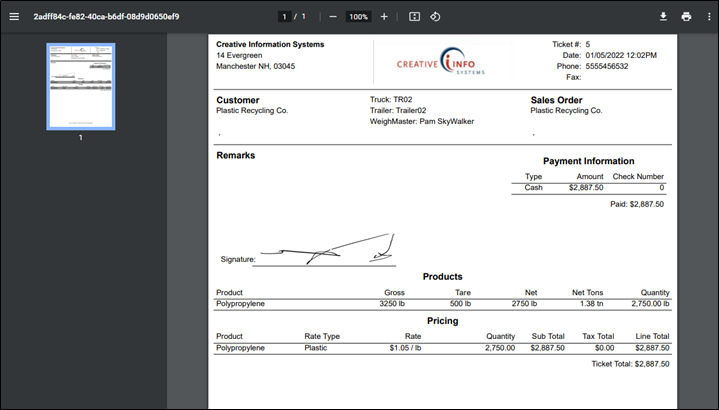 2adff84c-fe82-40ca-b6df-08d9d0650ef9
1 / 1
100%
1
Creative Information Systems
14 Evergreen
Manchester NH, 03045
CREATIVE INFO
SYSTEMS
Ticket #: 5
Date: 01/05/2022 12:02PM
Phone: 5555456532
Fax:
Customer
Plastic Recycling Co.
,
Truck: TR02
Trailer: Trailer02
WeighMaster: Pam SkyWalker
Sales Order
Plastic Recycling Co.
,
Remarks
Payment Information
Type Amount Check Number
Cash $2,887.50 0
Paid: $2,887.50
Signature:
Products
Product Gross Tare Net Net Tons Quantity
Polypropylene 3250 lb 500 lb 2750 lb 1.38 tn 2,750.00 lb
Pricing
Product Rate Type Rate Quantity Sub Total Tax Total Line Total
Polypropylene Plastic $1.05 / lb 2,750.00 $2,887.50 $0.00 $2,887.50
Ticket Total: $2,887.50